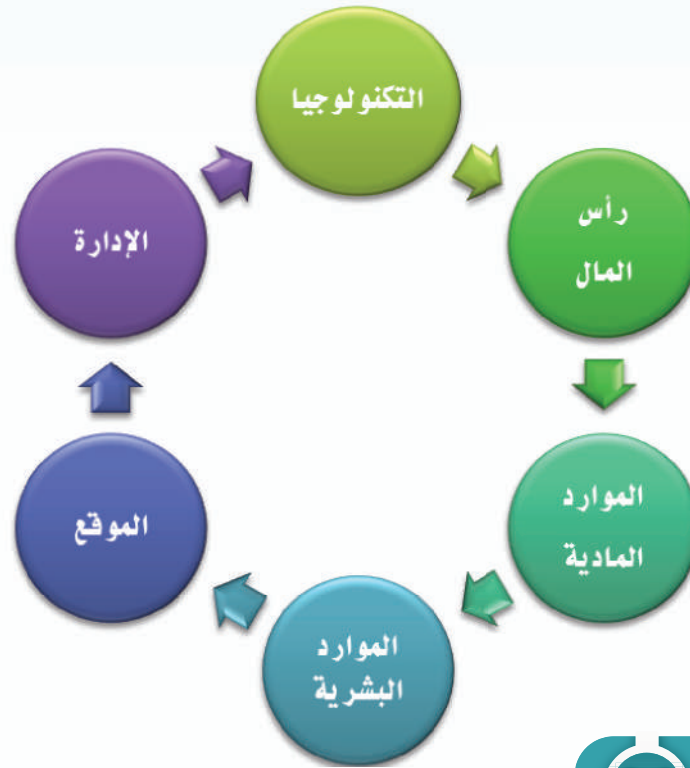 التكنولوجيا
رأس
المال
الموارد
المادية
الموارد
البشرية
الموقع
الإدارة